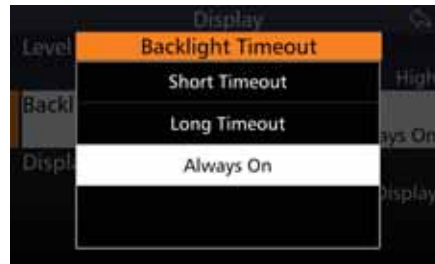 Display
Level
Backlight Timeout
High
Short Timeout
Backl
Long Timeout
ays On
Displ
Always On
Display